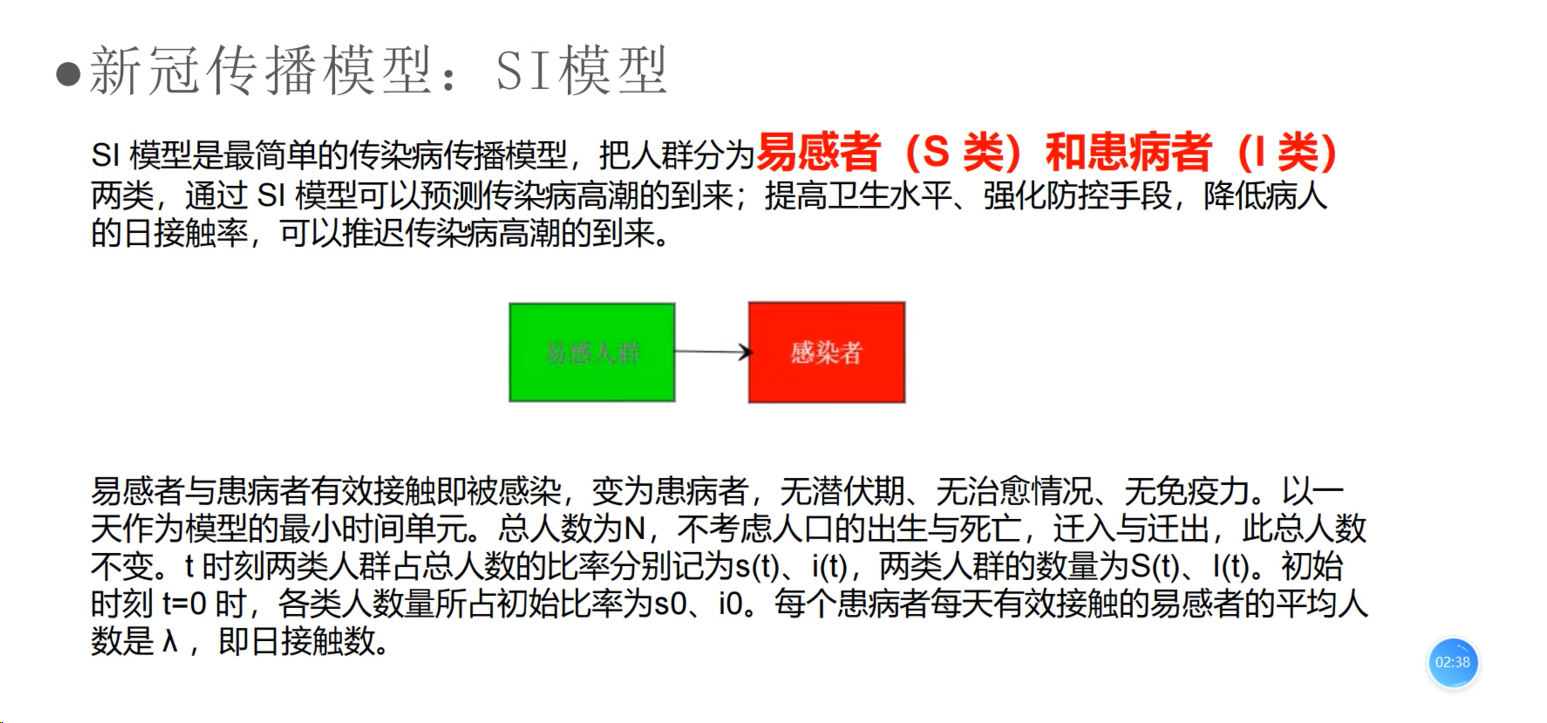 ●新冠传播模型：SI模型
SI 模型是最简单的传染病传播模型，把人群分为易感者（S 类）和患病者（I 类）
两类，通过 SI 模型可以预测传染病高潮的到来；提高卫生水平、强化防控手段，降低病人
的日接触率，可以推迟传染病高潮的到来。
易感人群
感染者
易感者与患病者有效接触即被感染，变为患病者，无潜伏期、无治愈情况、无免疫力。以一
天作为模型的最小时间单元。总人数为N，不考虑人口的出生与死亡，迁入与迁出，此总人数
不变。t 时刻两类人群占总人数的比率分别记为s(t)、i(t)，两类人群的数量为S(t)、I(t)。初始
时刻 t=0 时，各类人数量所占初始比率为s0、i0。每个患病者每天有效接触的易感者的平均人
数是 λ ，即日接触数。
02:38